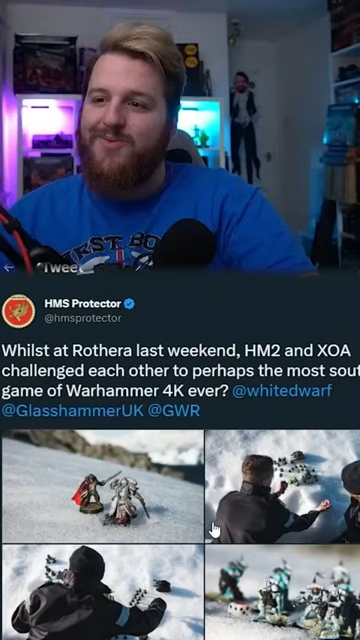 Twee
HMS Protector
@hmsprotector
Whilst at Rothera last weekend, HM2 and XOA
challenged each other to perhaps the most sout
game of Warhammer 4K ever? @whitedwarf
@GlasshammerUK @GWR